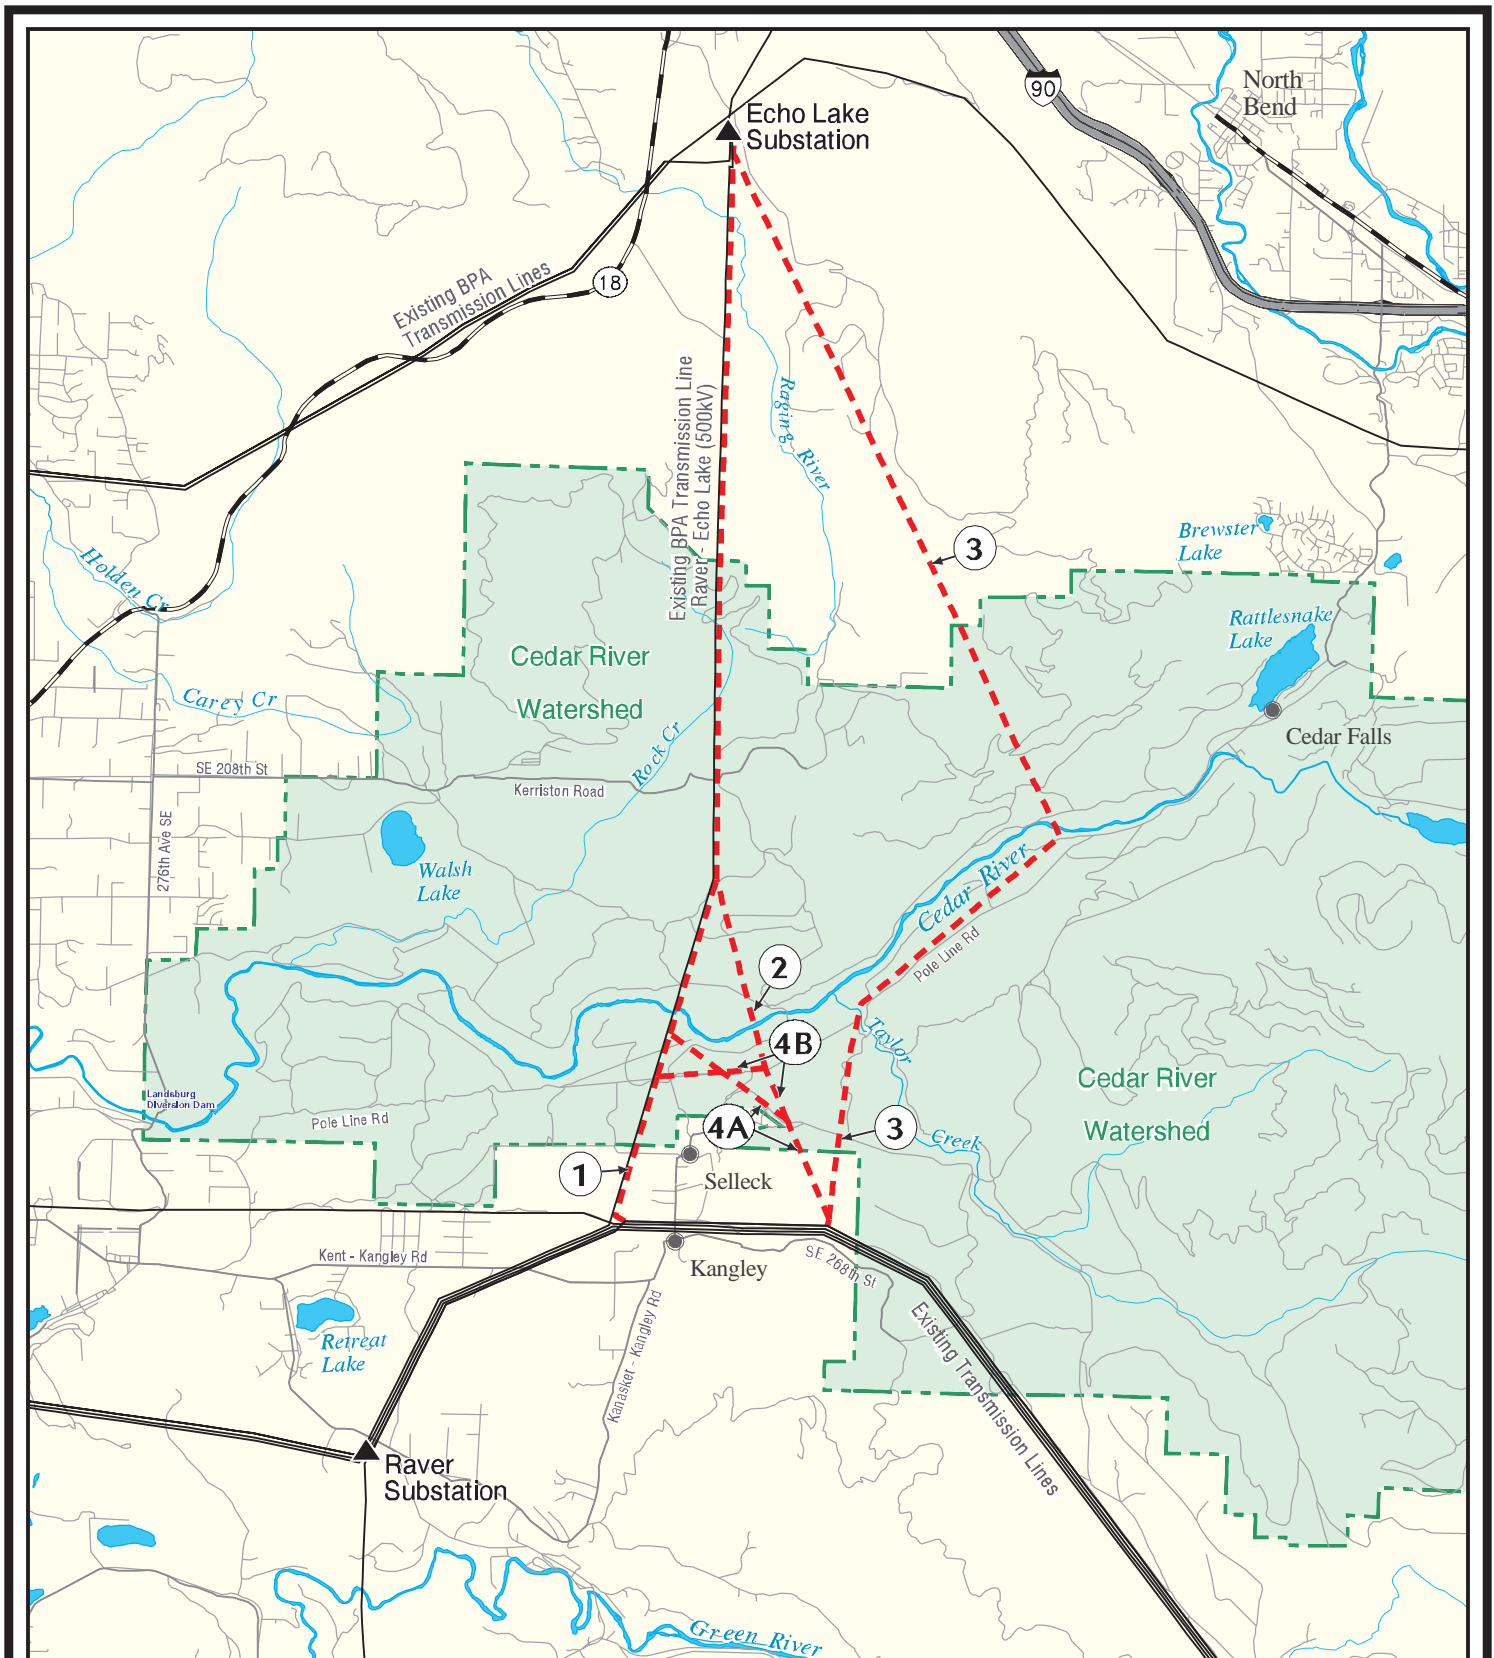 90
North
Bend
Echo Lake
Substation
18
Existing BPA
Transmission Lines
Existing BPA Transmission Line
Raver - Echo Lake (500kV)
Raging River
3
Brewster
Lake
Holden Cr
Rattlesnake
Lake
Cedar River
Watershed
Carey Cr
Cedar Falls
Rock Cr
SE 208th St
Kerriston Road
276th Ave SE
Walsh
Lake
Cedar River
Pole Line Rd
2
4B
Taylor
Creek
Cedar River
Watershed
Landsburg
Diversion Dam
Pole Line Rd
4A
3
1
Selleck
Kent - Kangley Rd
Kangley
SE 268th St
Kanasket - Kangley Rd
Existing Transmission Lines
Retreat
Lake
Raver
Substation
Green River